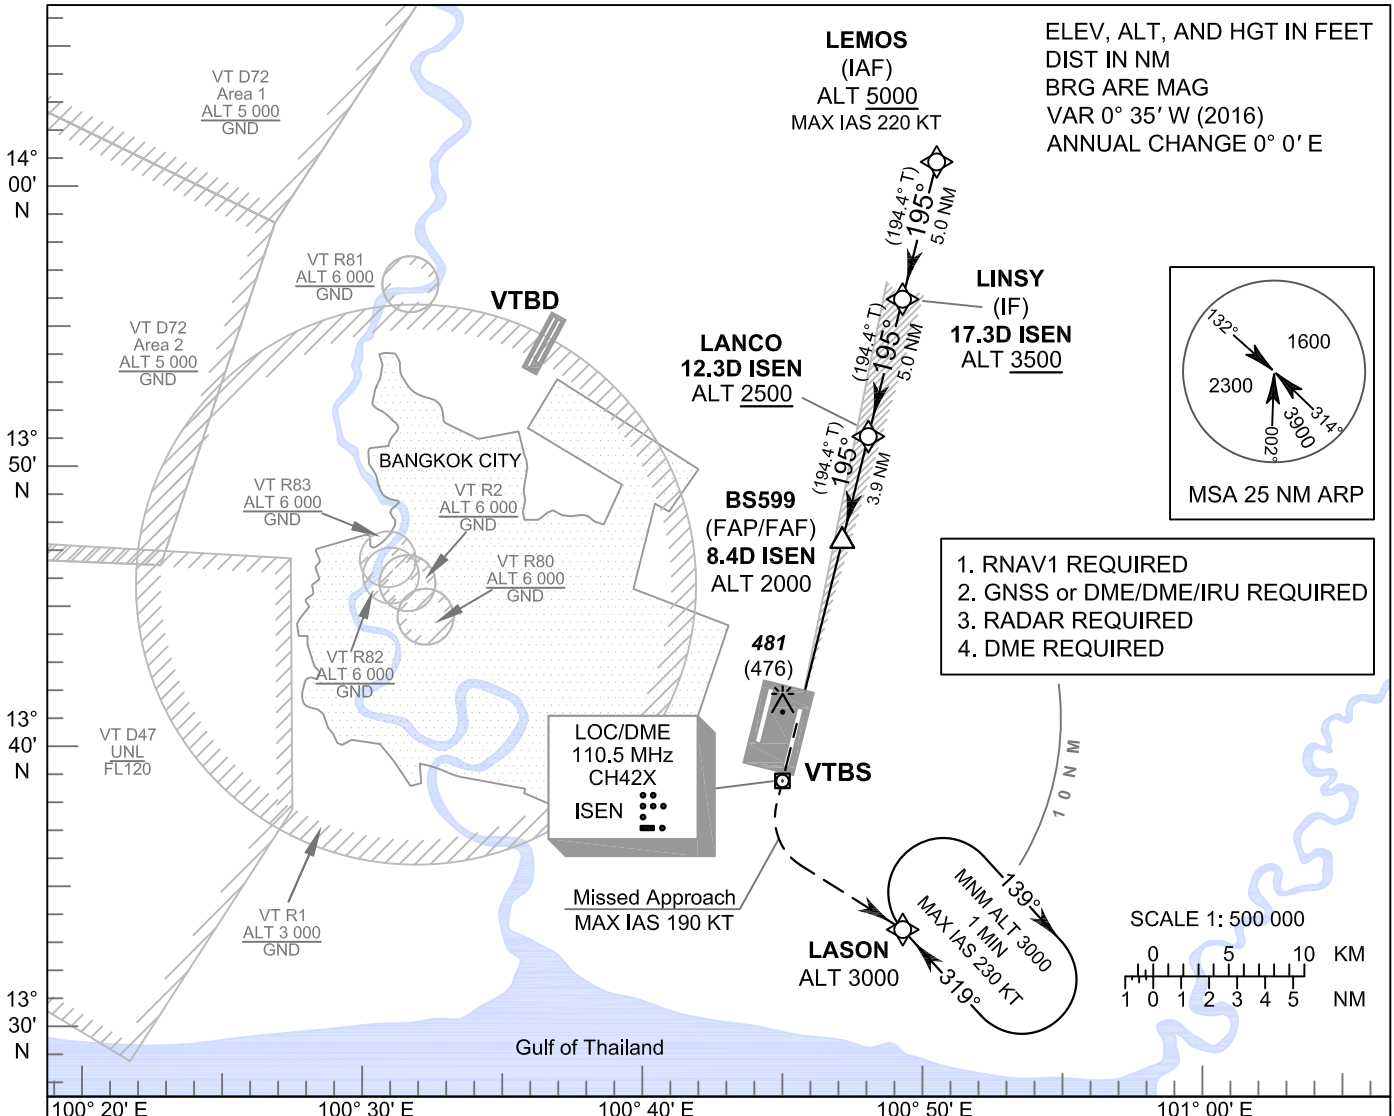 ELEV, ALT, AND HGT IN FEET
DIST IN NM
BRG ARE MAG
VAR 0° 35′ W (2016)
ANNUAL CHANGE 0° 0′ E
LEMOS
(IAF)
ALT 5000
MAX IAS 220 KT
VT D72
Area 1
ALT 5 000
GND
14°
00'
N
(194.4° T)
195°
5.0 NM
VT R81
ALT 6 000
GND
VTBD
LINSY
(IF)
17.3D ISEN
ALT 3500
VT D72
Area 2
ALT 5 000
GND
LANCO
12.3D ISEN
ALT 2500
(194.4° T)
195°
5.0 NM
132°
1600
2300
3900
314°
002°
MSA 25 NM ARP
13°
50'
N
BANGKOK CITY
VT R83
ALT 6 000
GND
VT R2
ALT 6 000
GND
(194.4° T)
195°
3.9 NM
BS599
(FAP/FAF)
8.4D ISEN
ALT 2000
VT R80
ALT 6 000
GND
1. RNAV1 REQUIRED
2. GNSS or DME/DME/IRU REQUIRED
3. RADAR REQUIRED
4. DME REQUIRED
VT R82
ALT 6 000
GND
481
(476)
13°
40'
N
VT D47
UNL
FL120
LOC/DME
110.5 MHz
CH42X
ISEN
VTBS
10 NM
Missed Approach
MAX IAS 190 KT
VT R1
ALT 3 000
GND
139°
MNM ALT 3000
1 MIN
MAX IAS 230 KT
319°
LASON
ALT 3000
SCALE 1: 500 000
0 5 10 KM
1 0 1 2 3 4 5 NM
13°
30'
N
Gulf of Thailand
100° 20' E 100° 30' E 100° 40' E 100° 50' E 101° 00' E